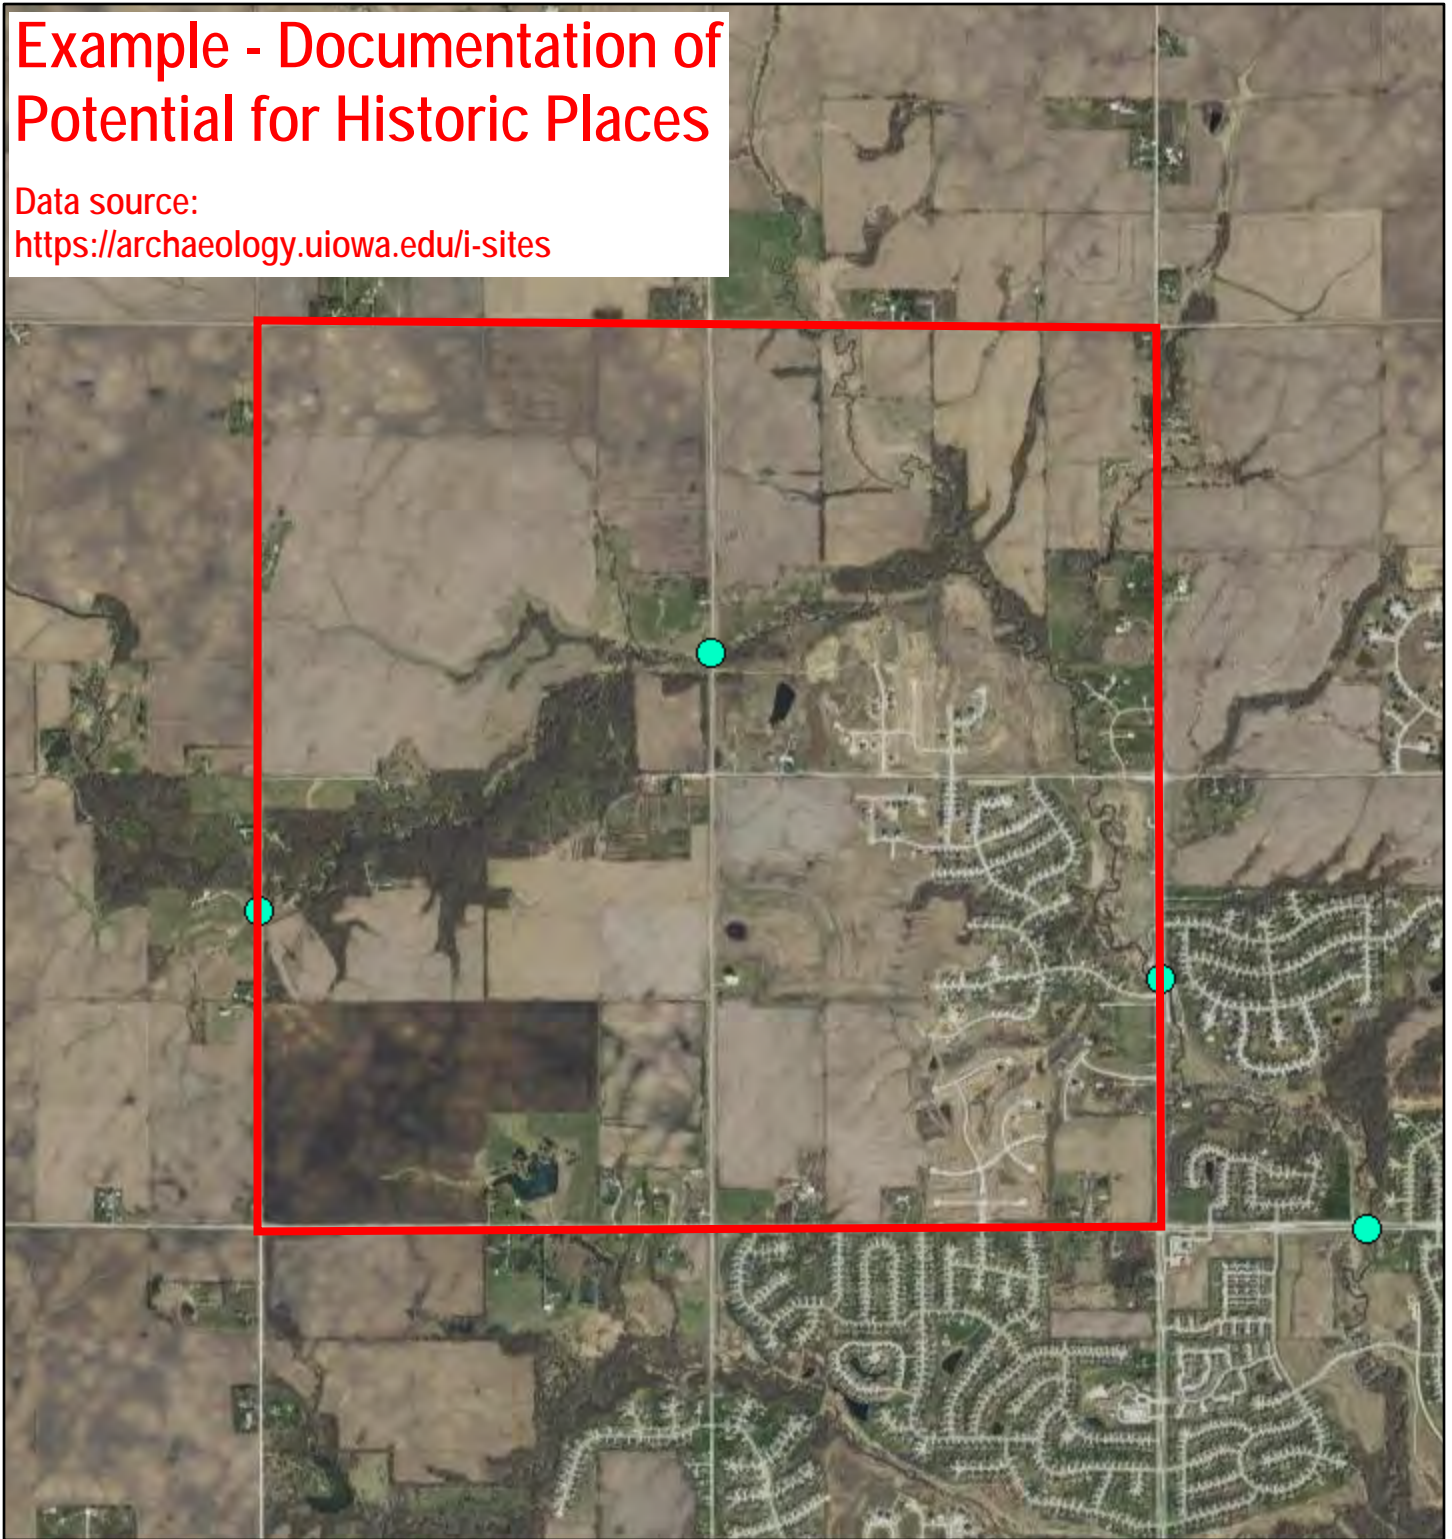 Example - Documentation of
Potential for Historic Places
Data source:
https://archaeology.uiowa.edu/i-sites